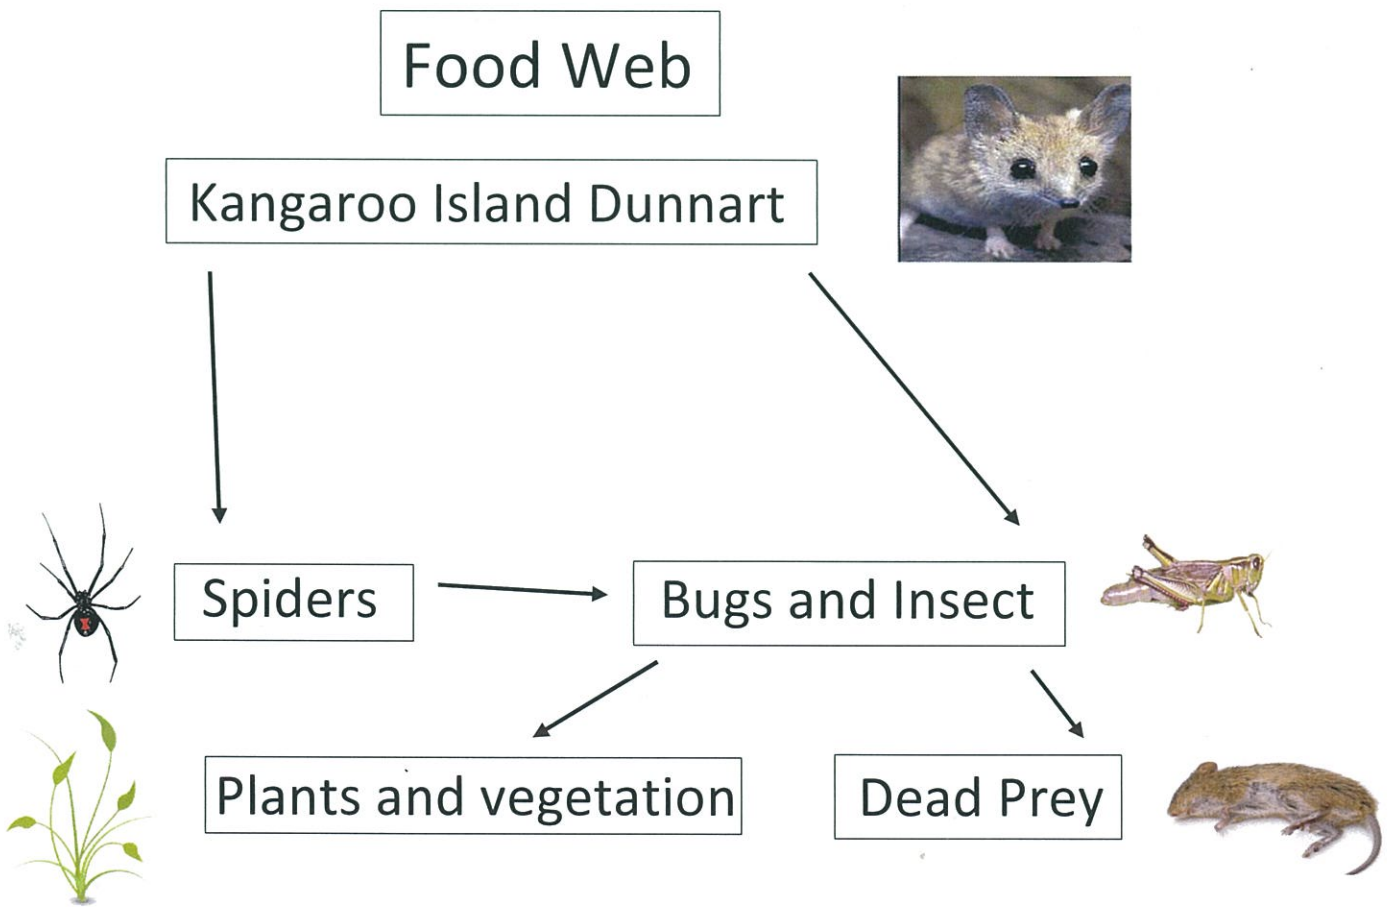 Food Web
Kangaroo Island Dunnart
Spiders
Bugs and Insect
Plants and vegetation
Dead Prey